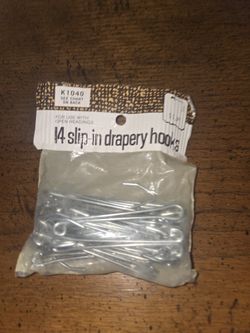 K1040
SEE CHART
ON BACK
FOR USE WITH
OPEN HEADINGS
14 slip-in drapery hooks